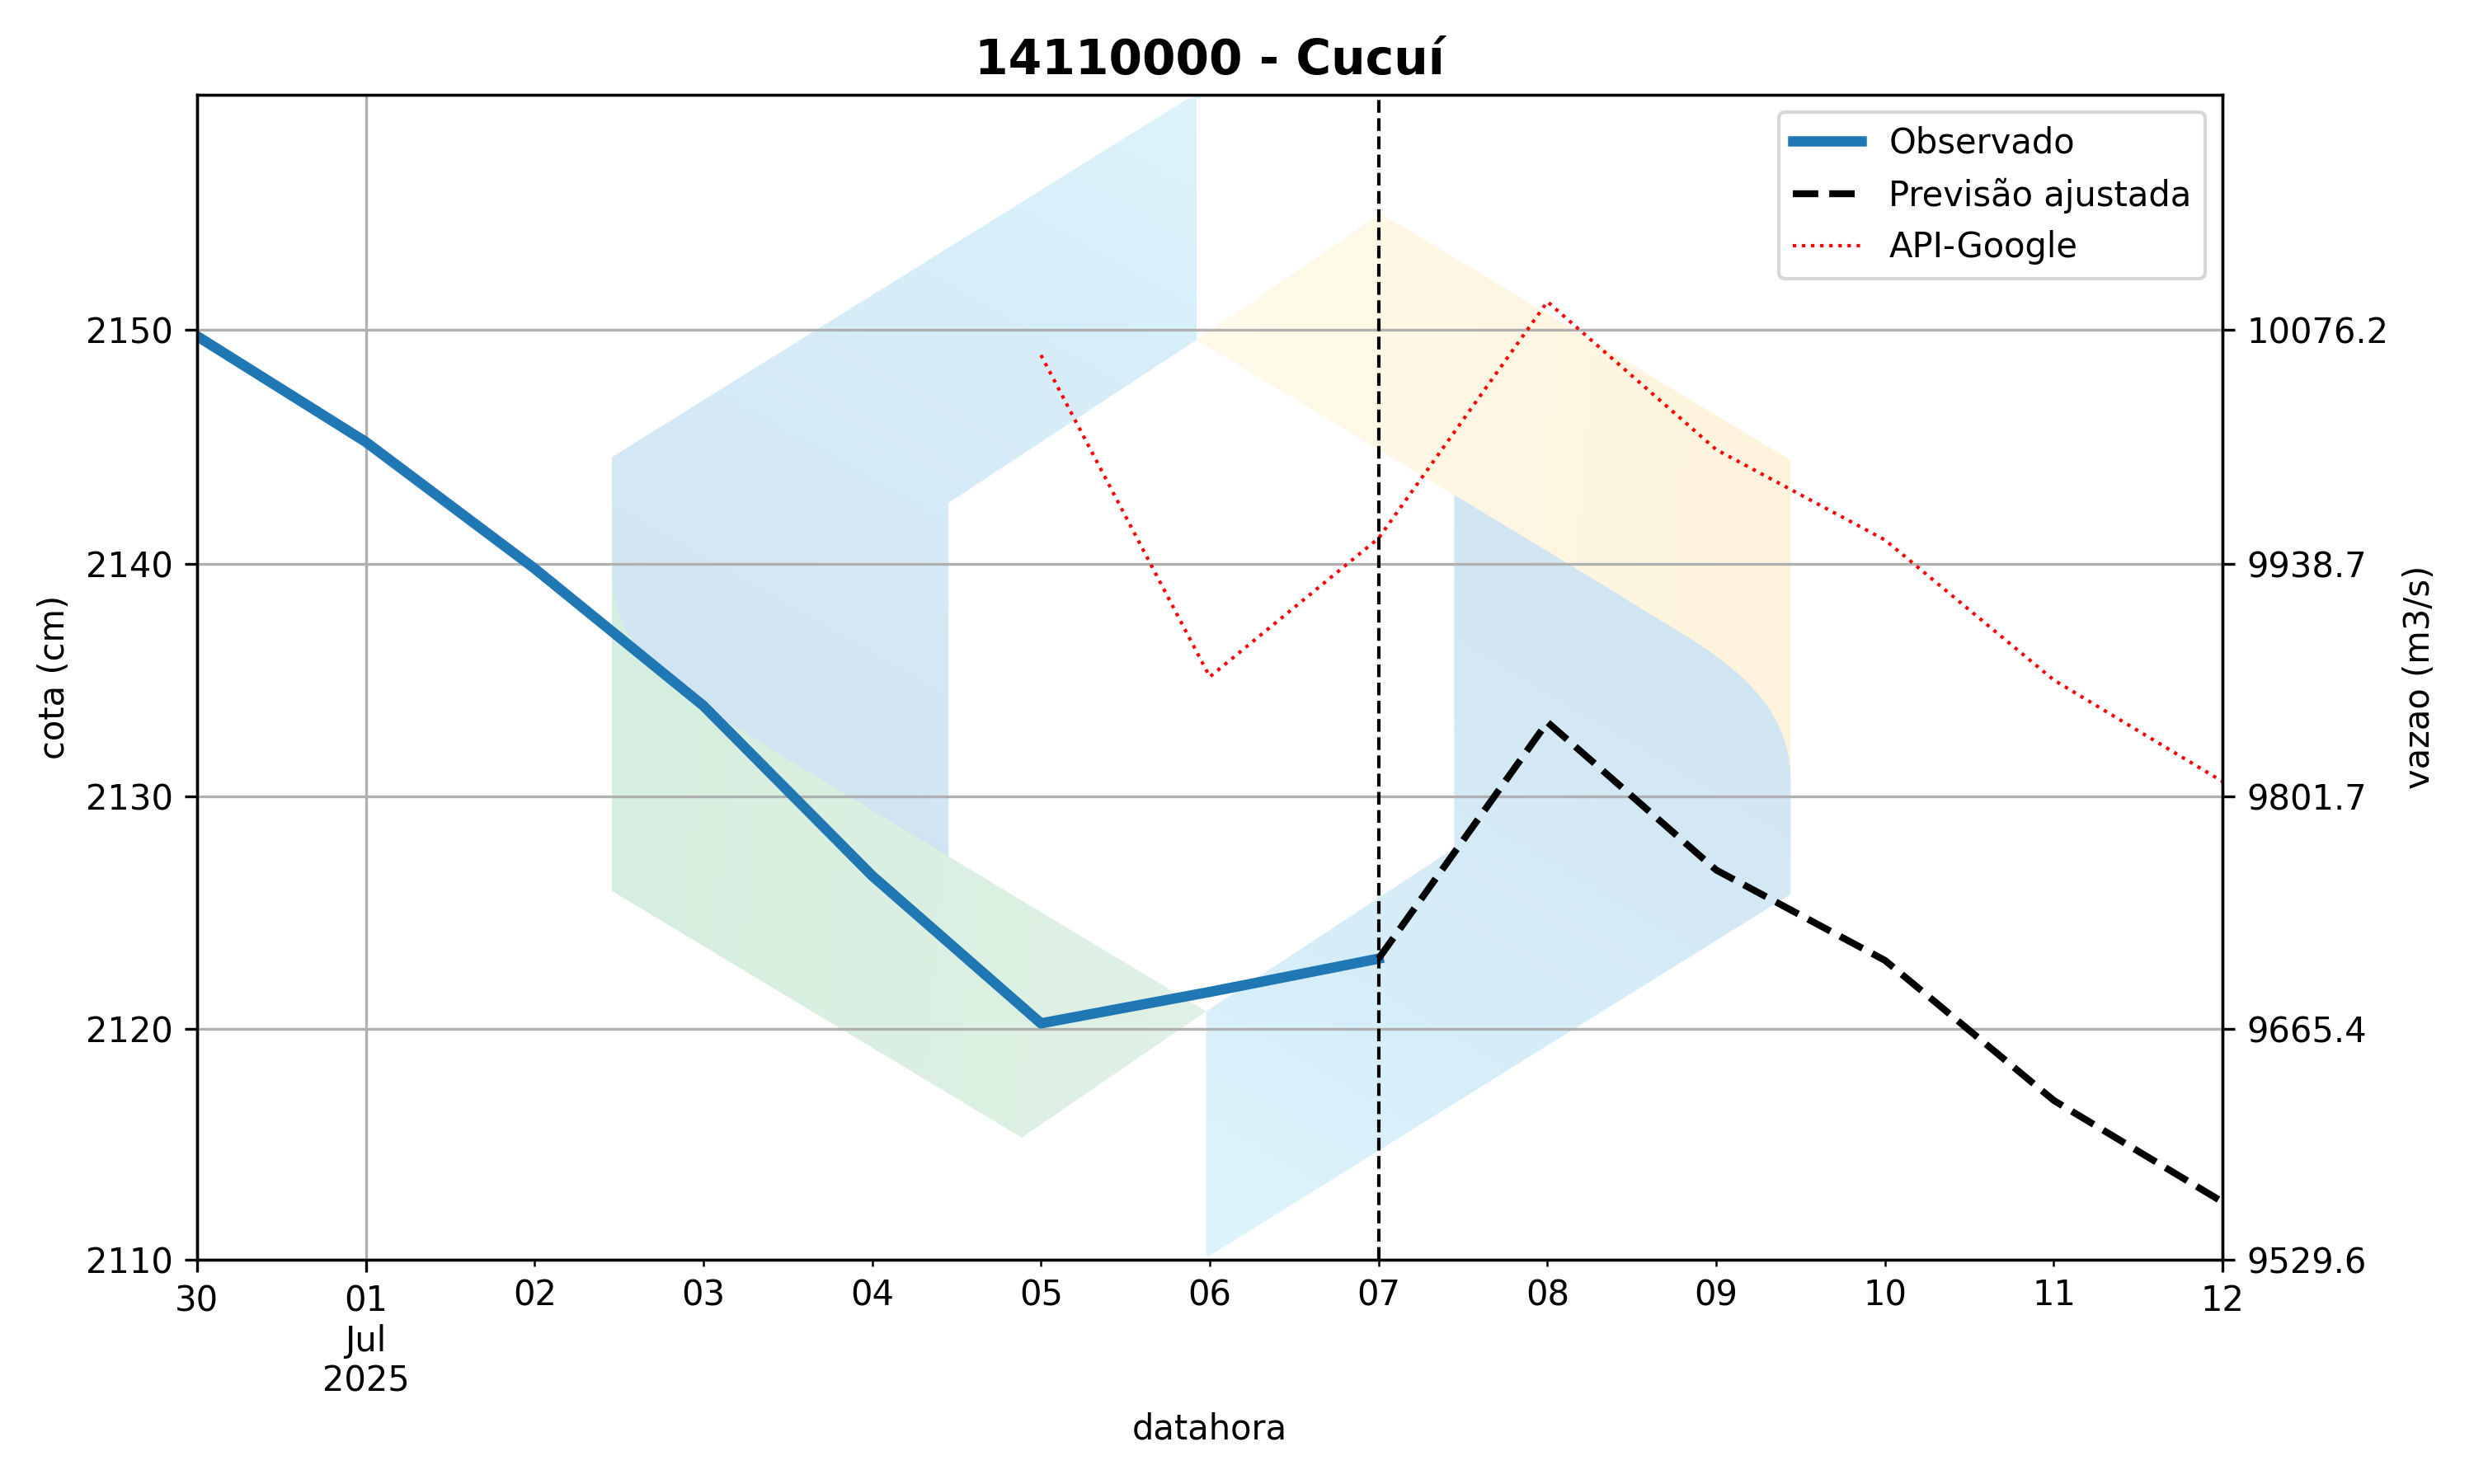 14110000 - Cucuí
Observado
Previsão ajustada
API-Google
2150
2140
2130
2120
2110
cota (cm)
10076.2
9938.7
9801.7
9665.4
9529.6
vazao (m3/s)
30 01 02 03 04 05 06 07 08 09 10 11 12
Jul
2025
datahora